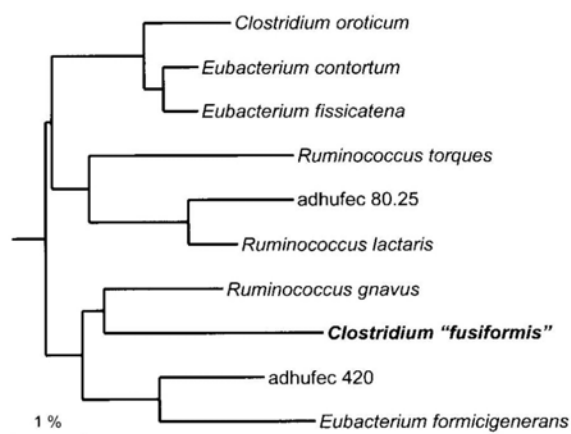 Clostridium oroticum
Eubacterium contortum
Eubacterium fissicatena
Ruminococcus torques
adhufec 80.25
Ruminococcus lactaris
Ruminococcus gnavus
Clostridium “fusiformis”
adhufec 420
1 %
Eubacterium formicigenerans